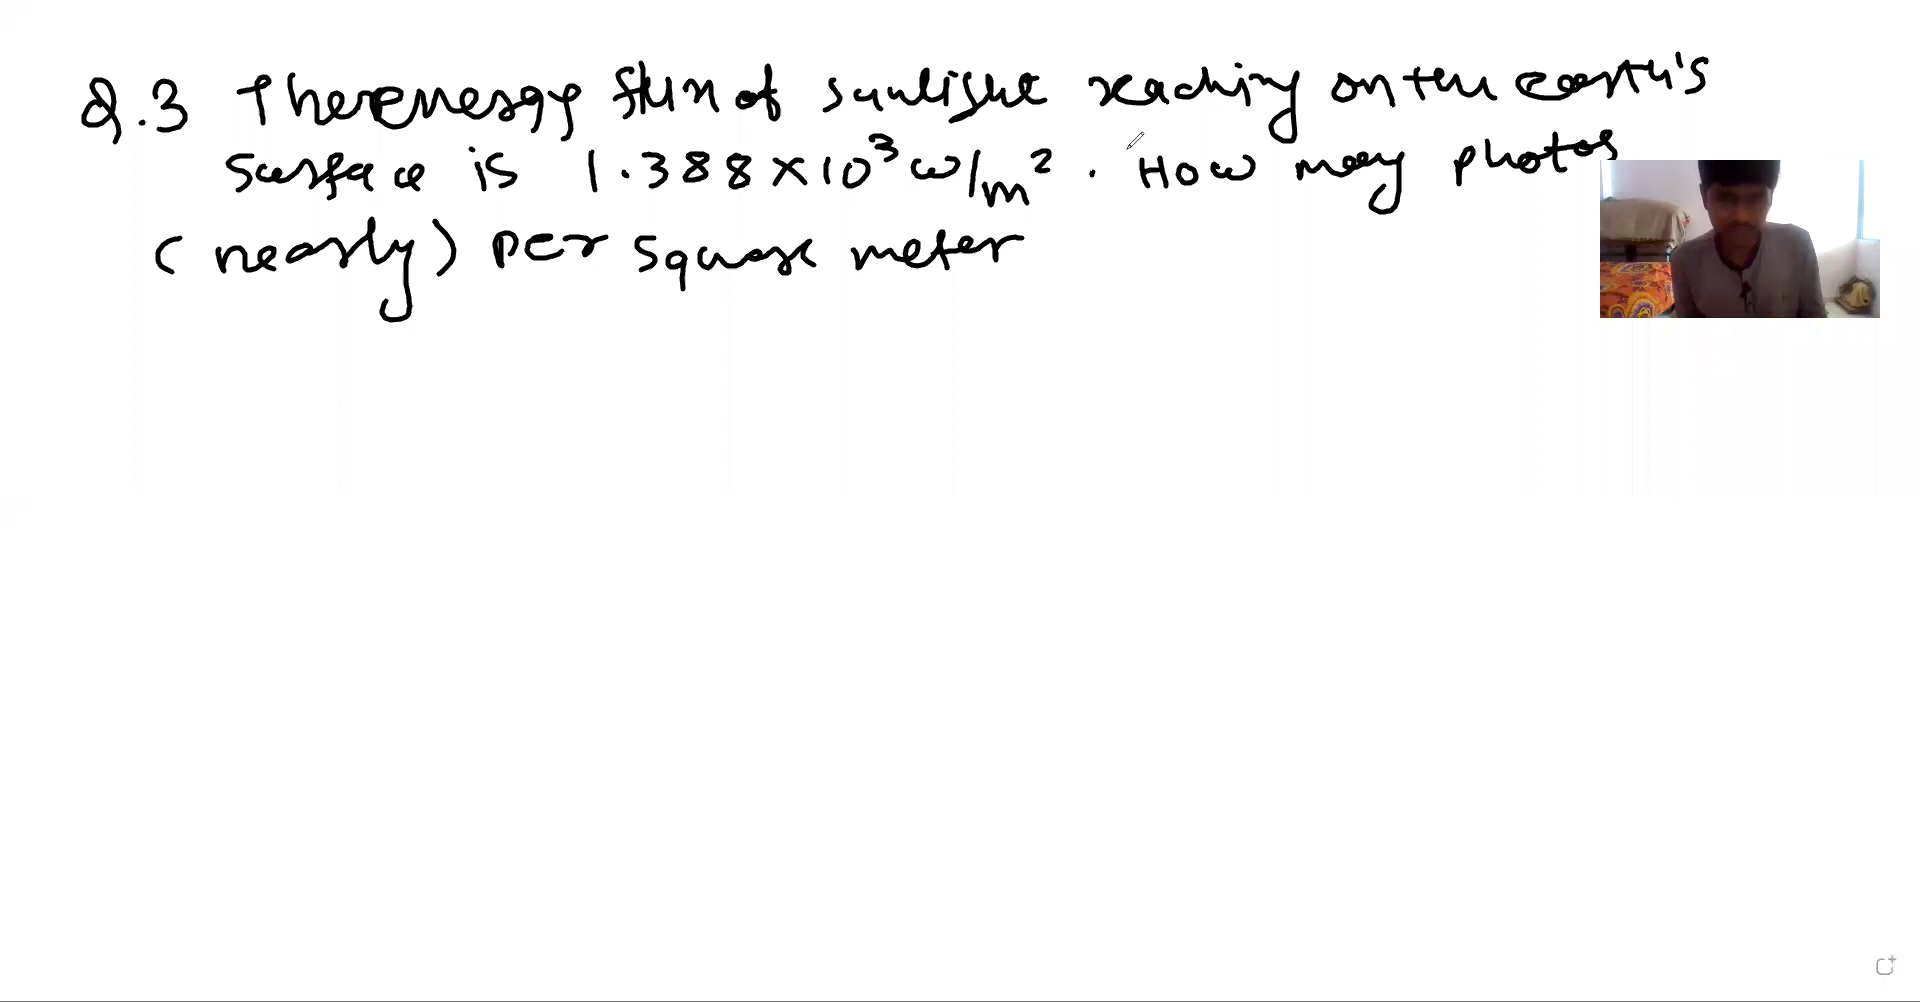 Q.3 The energy flux of sunlight reaching on the earth's
surface is 1.388×10³ w/m². How many photos
(nearly) per square meter